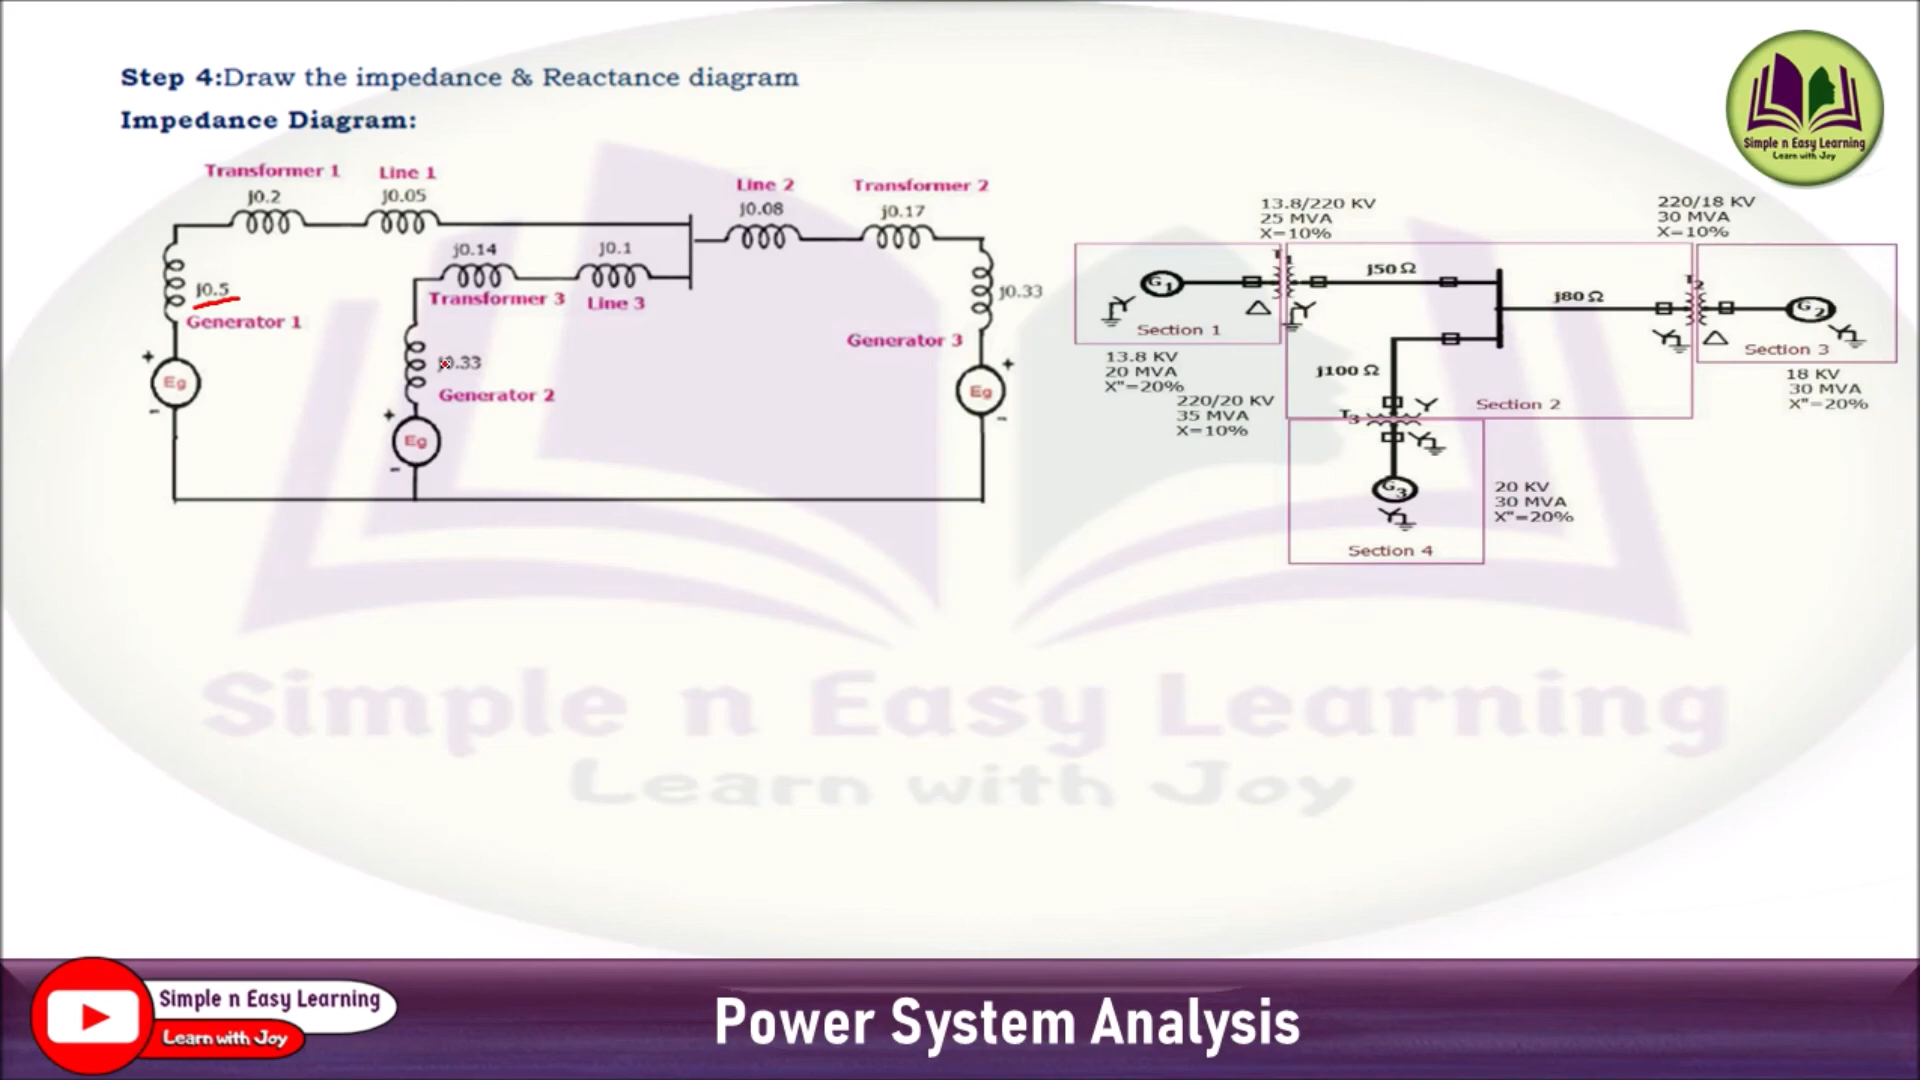 Step 4:Draw the impedance & Reactance diagram
Impedance Diagram:
Transformer 1
Line 1
j0.2
j0.05
Line 2
Transformer 2
j0.08
j0.17
j0.14
j0.1
Transformer 3
Line 3
j0.5
Generator 1
j0.33
Generator 3
j0.33
Generator 2
+
Eg
-
+
Eg
-
+
Eg
-
13.8/220 KV
25 MVA
X=10%
220/18 KV
30 MVA
X=10%
T1
T2
G1
j50 Ω
j80 Ω
G2
Section 1
Section 3
13.8 KV
20 MVA
X"=20%
j100 Ω
18 KV
30 MVA
X"=20%
220/20 KV
35 MVA
X=10%
T3
Section 2
G3
20 KV
30 MVA
X"=20%
Section 4
Simple n Easy Learning
Learn with Joy
Simple n Easy Learning
Learn with Joy
Simple n Easy Learning
Learn with Joy
Power System Analysis